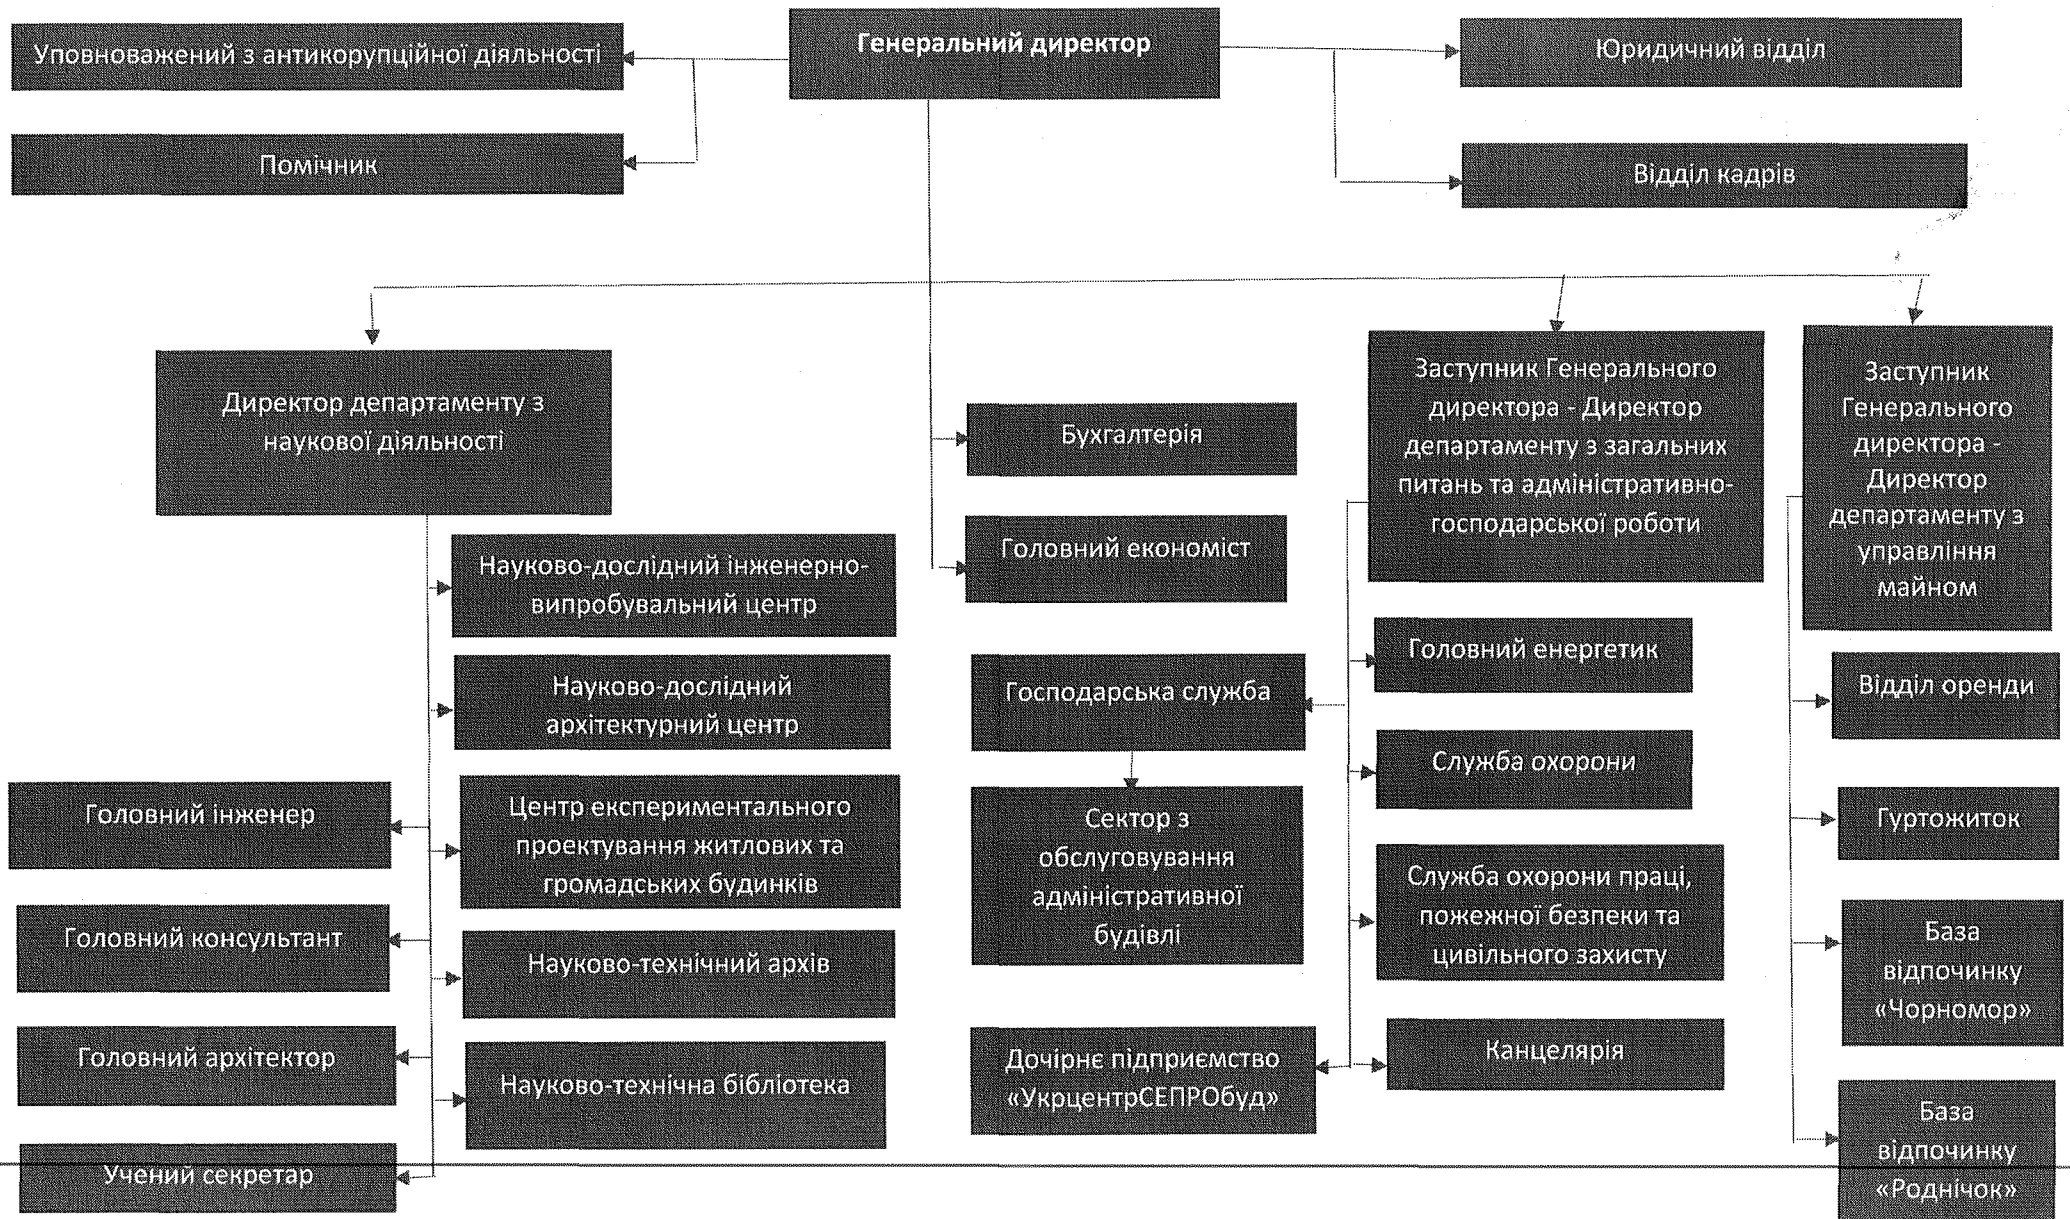 Генеральний директор
Уповноважений з антикорупційної діяльності
Помічник
Юридичний відділ
Відділ кадрів
Директор департаменту з
наукової діяльності
Науково-дослідний інженерно-
випробувальний центр
Науково-дослідний
архітектурний центр
Центр експериментального
проектування житлових та
громадських будинків
Науково-технічний архів
Науково-технічна бібліотека
Головний інженер
Головний консультант
Головний архітектор
Учений секретар
Бухгалтерія
Головний економіст
Заступник Генерального
директора - Директор
департаменту з загальних
питань та адміністративно-
господарської роботи
Господарська служба
Сектор з
обслуговування
адміністративної
будівлі
Дочірнє підприємство
«УкрцентрСЕПРОбуд»
Головний енергетик
Служба охорони
Служба охорони праці,
пожежної безпеки та
цивільного захисту
Канцелярія
Заступник
Генерального
директора -
Директор
департаменту з
управління
майном
Відділ оренди
Гуртожиток
База
відпочинку
«Чорномор»
База
відпочинку
«Роднічок»